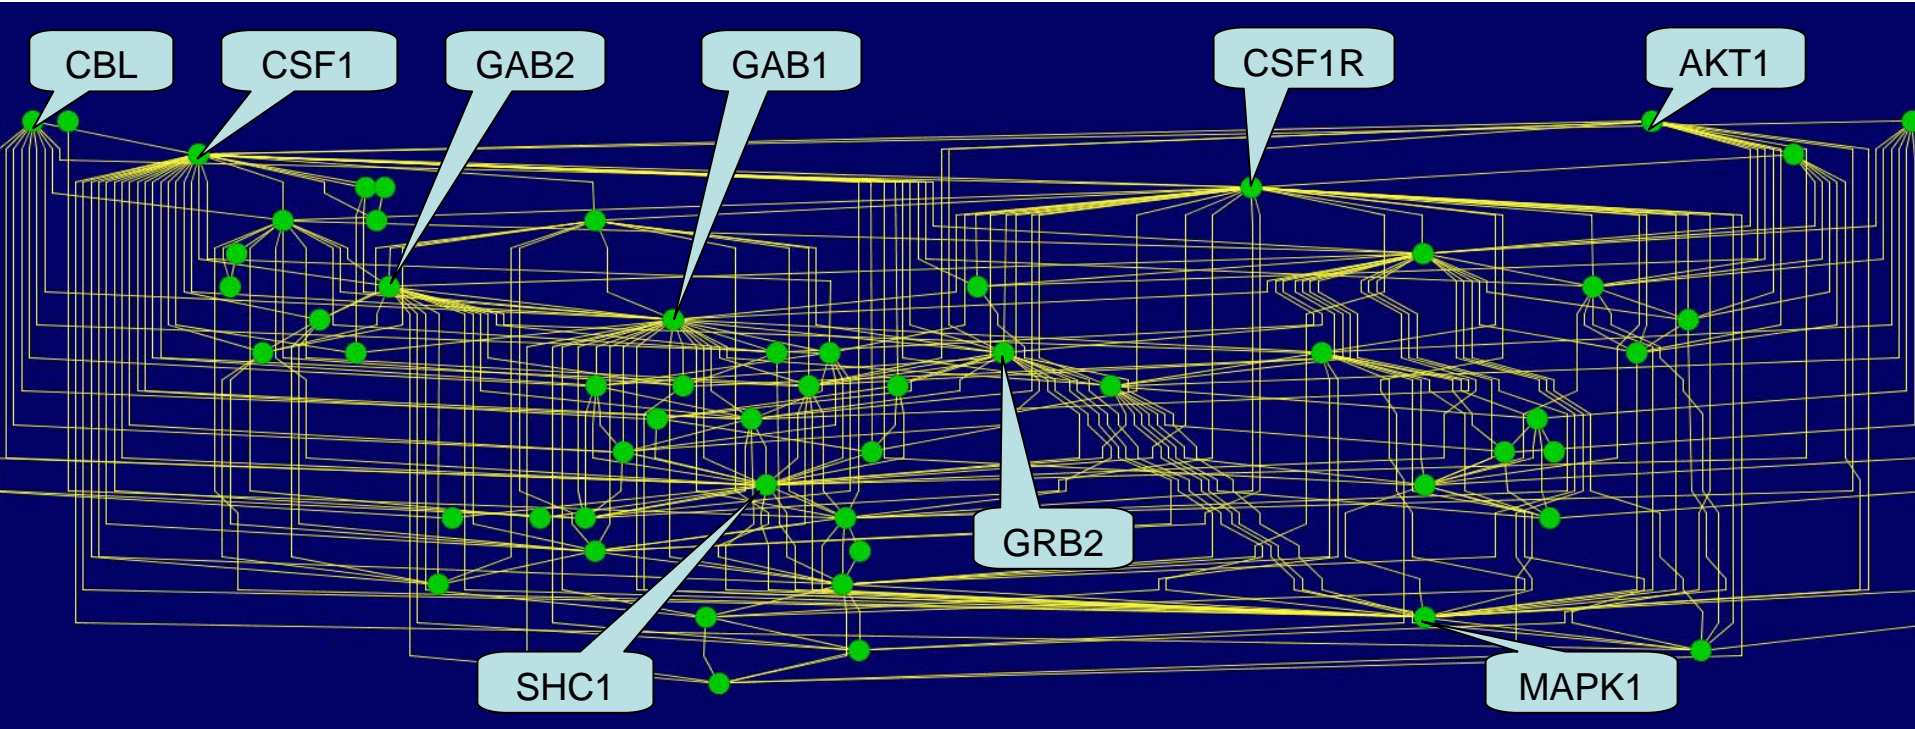 CBL
CSF1
GAB2
GAB1
CSF1R
AKT1
GRB2
SHC1
MAPK1